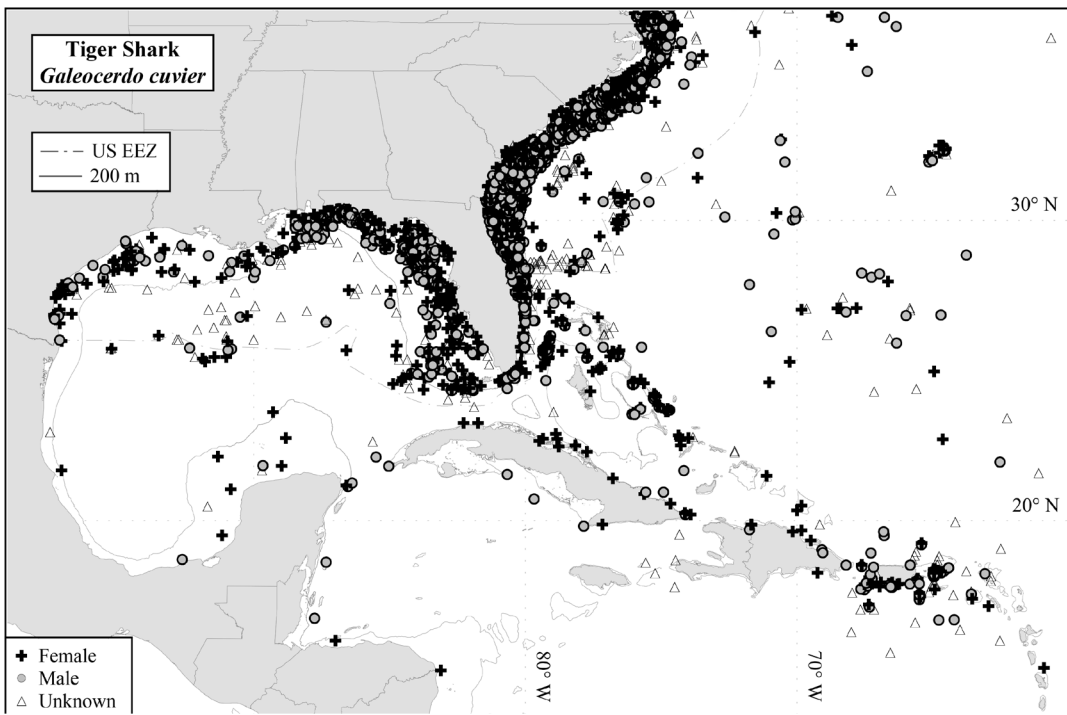 Tiger Shark
Galeocerdo cuvier
US EEZ
200 m
30° N
20° N
80° W
70° W
Female
Male
Unknown